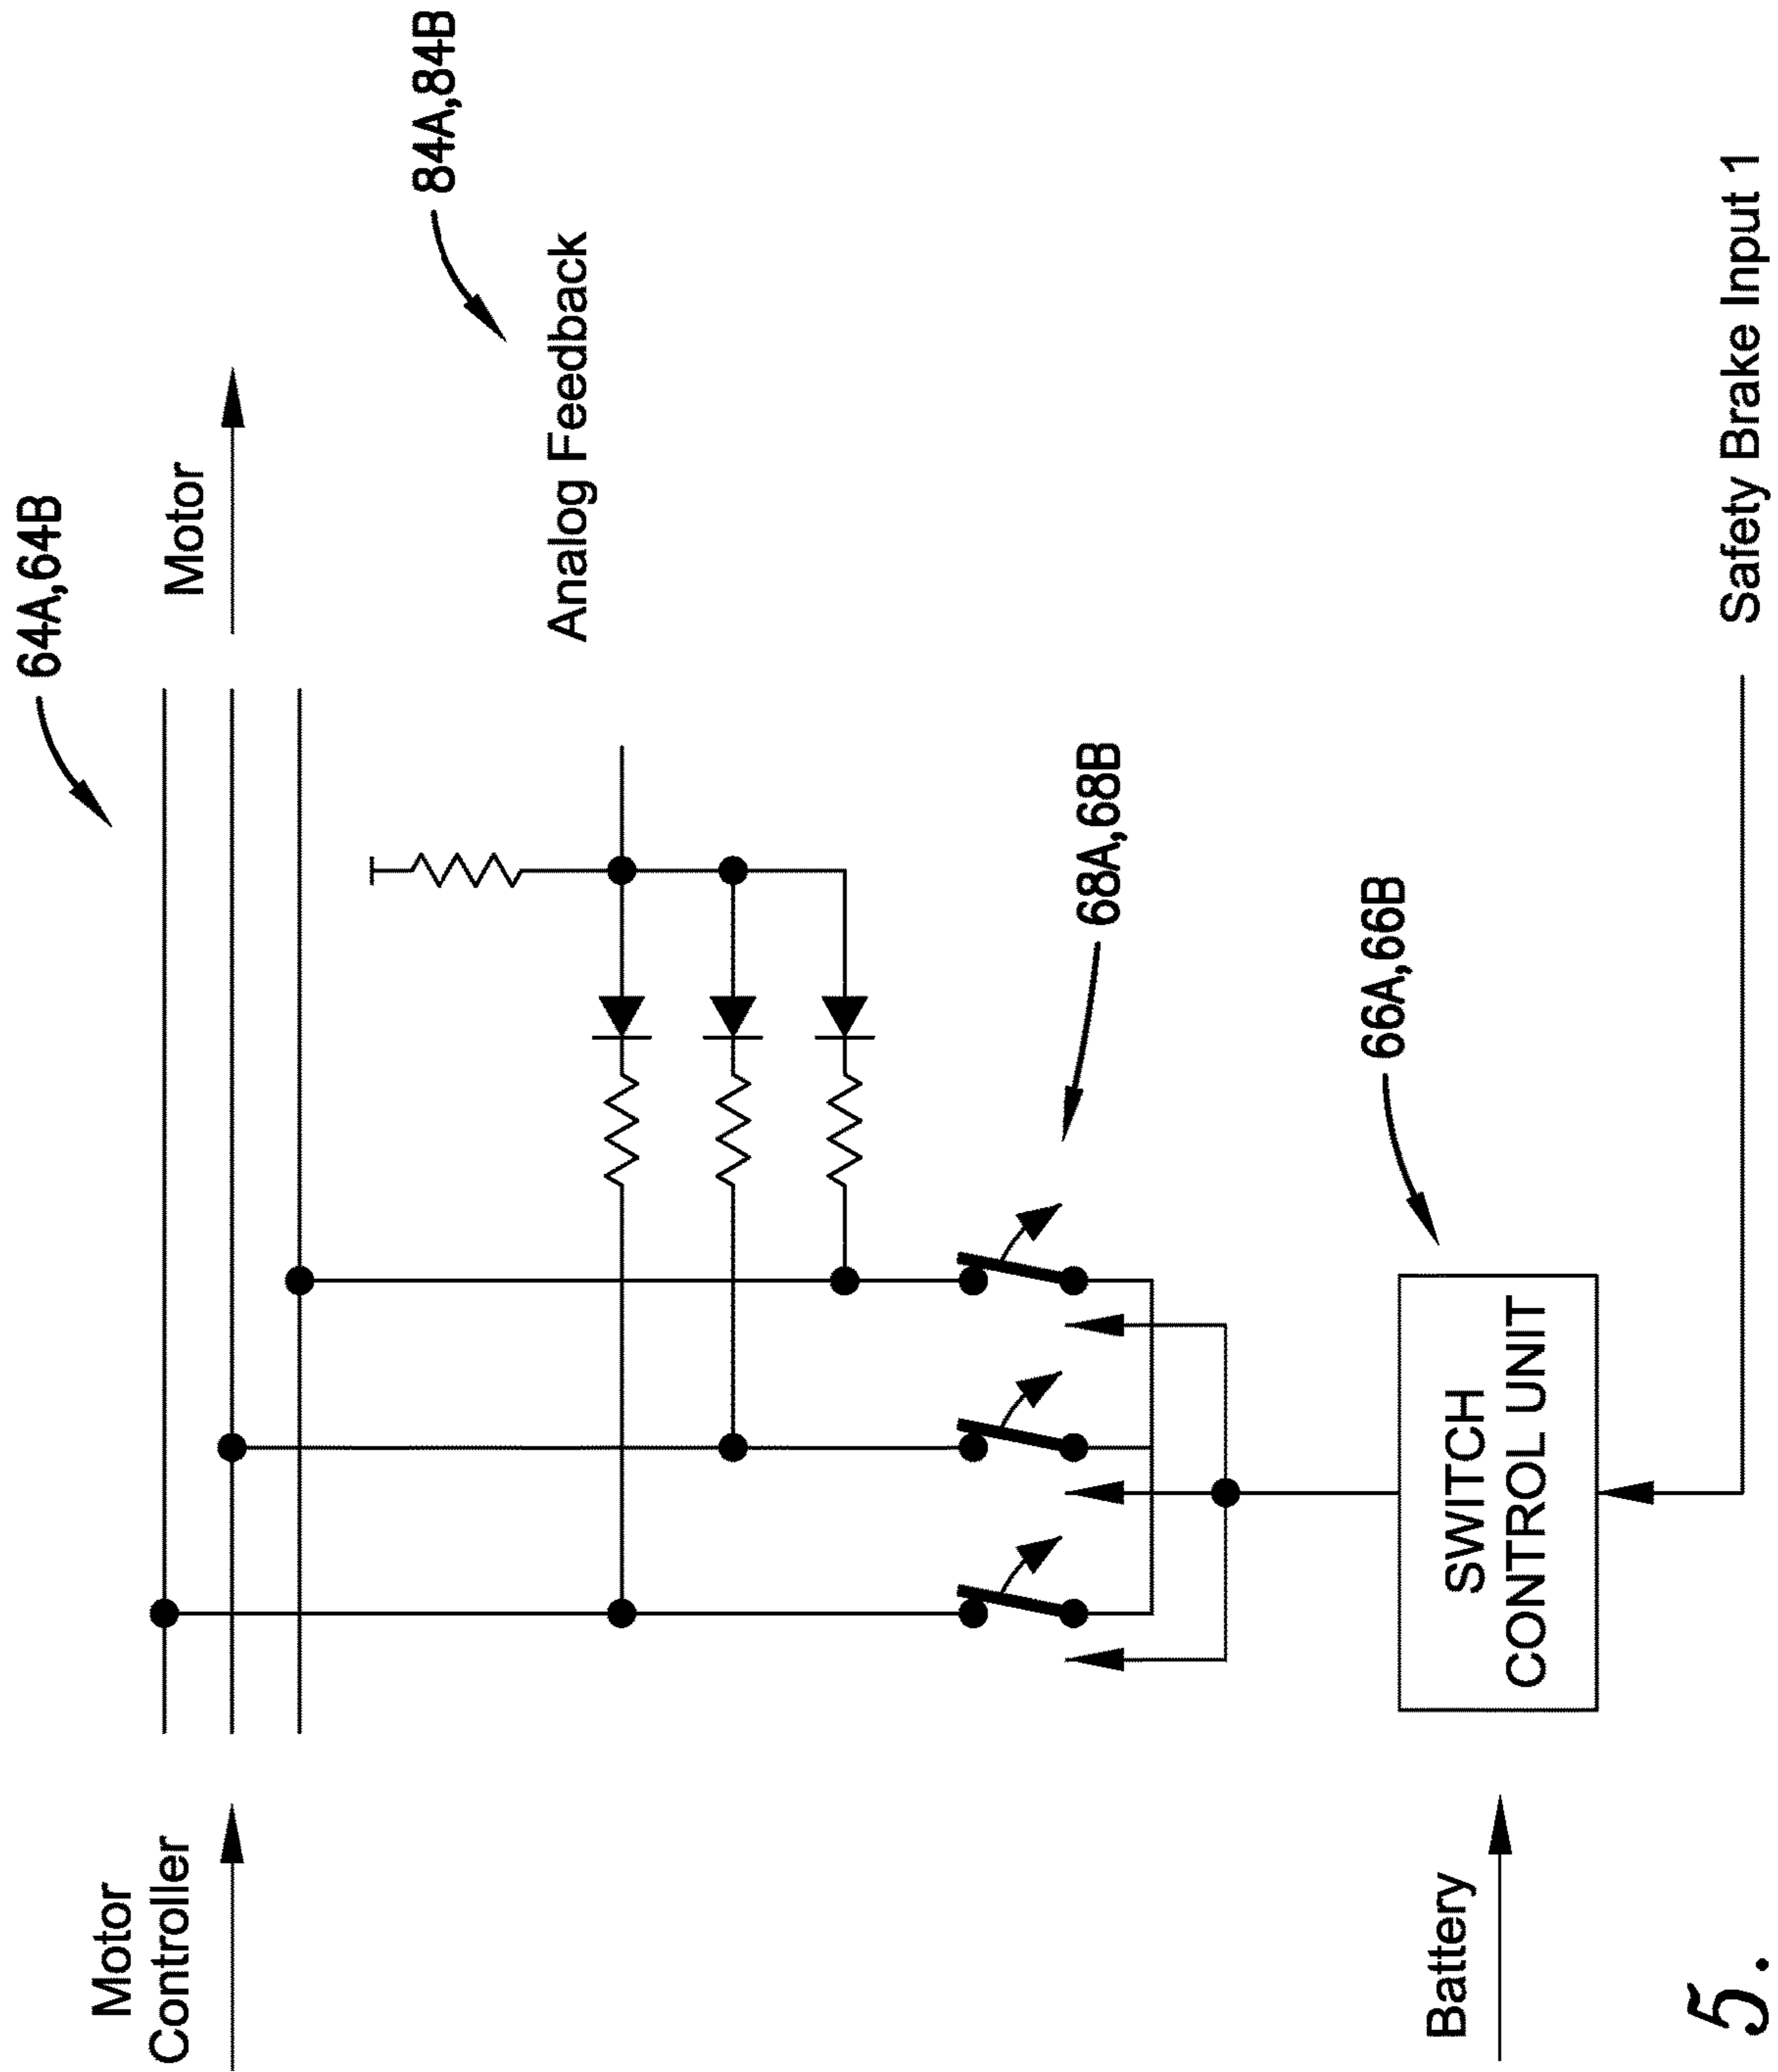 64A,64B
Motor
Controller
Motor
84A,84B
Analog Feedback
68A,68B
66A,66B
SWITCH
CONTROL UNIT
Battery
Safety Brake Input 1
5.